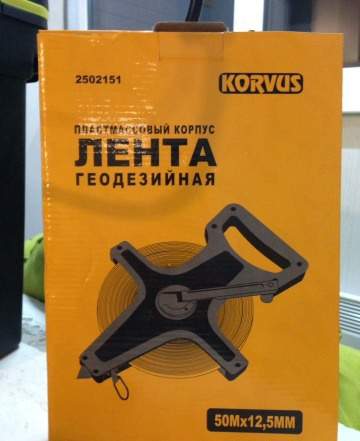 2502151
KORVUS
ПЛАСТМАССОВЫЙ КОРПУС
ЛЕНТА
ГЕОДЕЗИЙНАЯ
50Мx12,5ММ